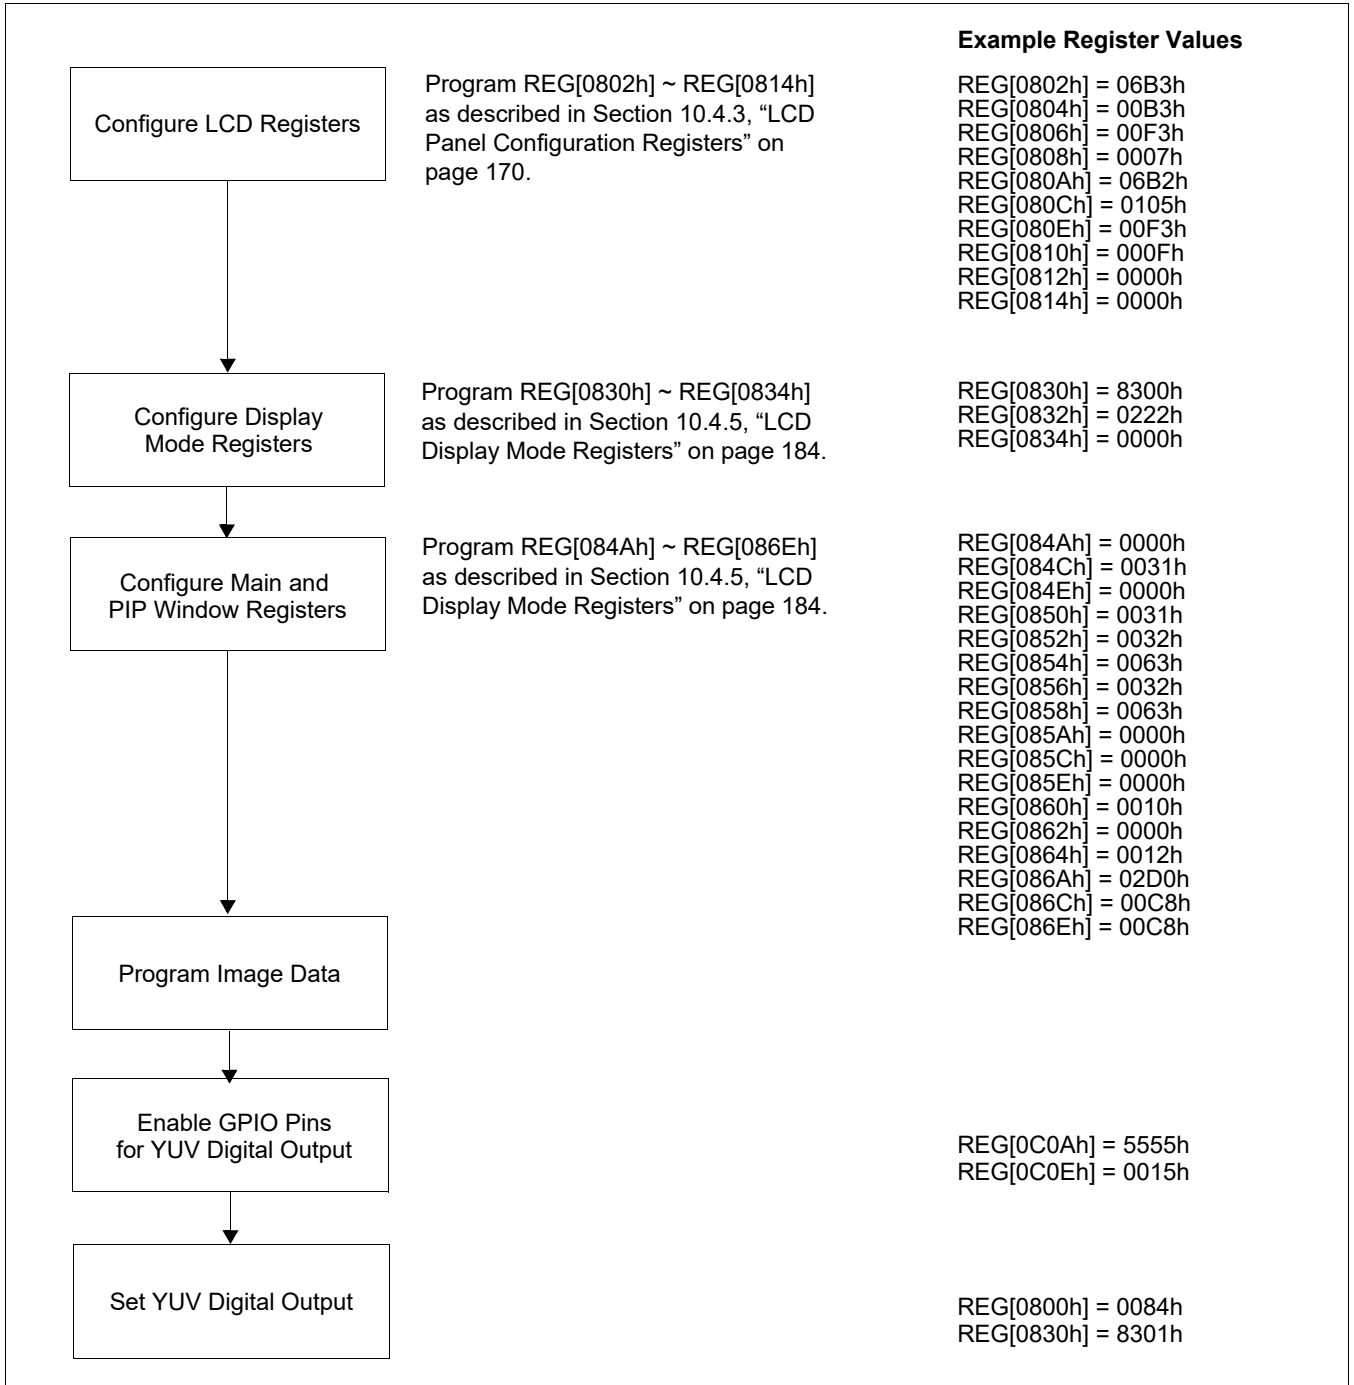 Example Register Values
Configure LCD Registers
Program REG[0802h] ~ REG[0814h]
as described in Section 10.4.3, “LCD
Panel Configuration Registers” on
page 170.
REG[0802h] = 06B3h
REG[0804h] = 00B3h
REG[0806h] = 00F3h
REG[0808h] = 0007h
REG[080Ah] = 06B2h
REG[080Ch] = 0105h
REG[080Eh] = 00F3h
REG[0810h] = 000Fh
REG[0812h] = 0000h
REG[0814h] = 0000h
Configure Display
Mode Registers
Program REG[0830h] ~ REG[0834h]
as described in Section 10.4.5, “LCD
Display Mode Registers” on page 184.
REG[0830h] = 8300h
REG[0832h] = 0222h
REG[0834h] = 0000h
Configure Main and
PIP Window Registers
Program REG[084Ah] ~ REG[086Eh]
as described in Section 10.4.5, “LCD
Display Mode Registers” on page 184.
REG[084Ah] = 0000h
REG[084Ch] = 0031h
REG[084Eh] = 0000h
REG[0850h] = 0031h
REG[0852h] = 0032h
REG[0854h] = 0063h
REG[0856h] = 0032h
REG[0858h] = 0063h
REG[085Ah] = 0000h
REG[085Ch] = 0000h
REG[085Eh] = 0000h
REG[0860h] = 0010h
REG[0862h] = 0000h
REG[0864h] = 0012h
REG[086Ah] = 02D0h
REG[086Ch] = 00C8h
REG[086Eh] = 00C8h
Program Image Data
Enable GPIO Pins
for YUV Digital Output
REG[0C0Ah] = 5555h
REG[0C0Eh] = 0015h
Set YUV Digital Output
REG[0800h] = 0084h
REG[0830h] = 8301h